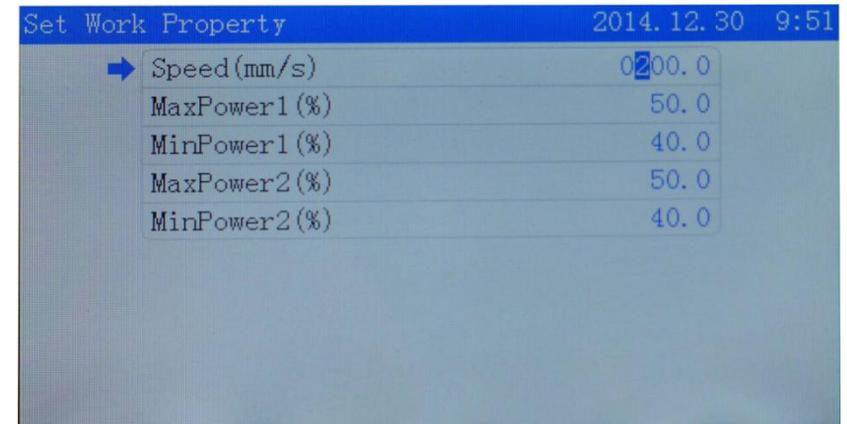 Set Work Property 2014.12.30 9:51
Speed(mm/s) 0200.0
MaxPower1(%) 50.0
MinPower1(%) 40.0
MaxPower2(%) 50.0
MinPower2(%) 40.0